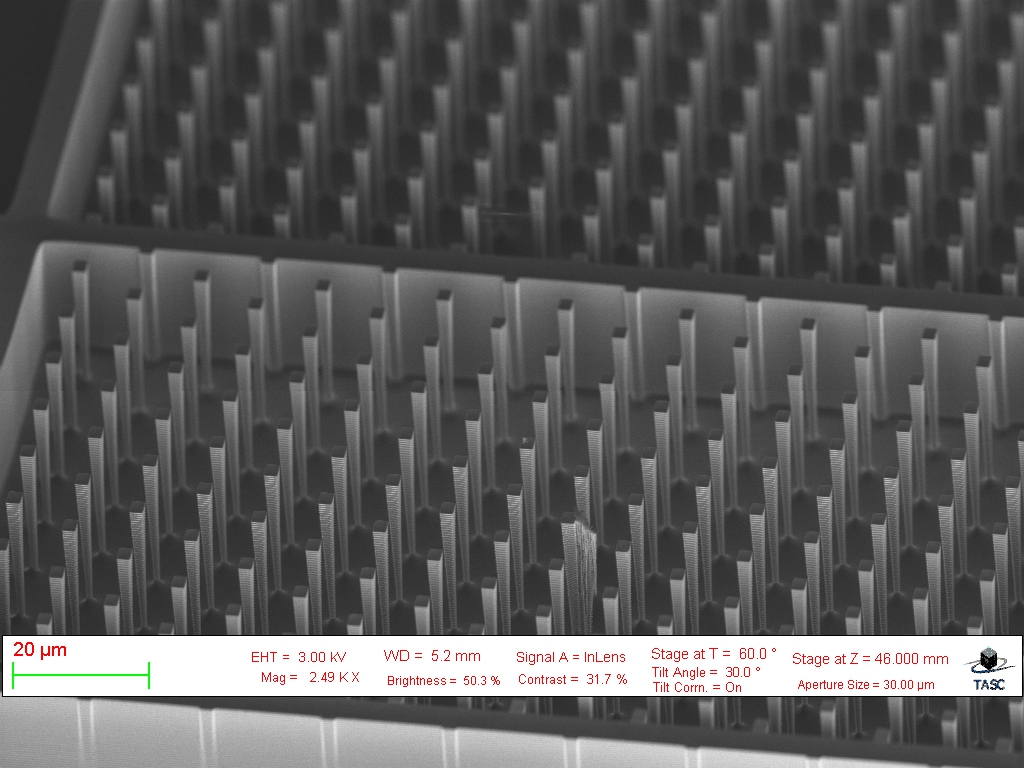 20 µm
EHT = 3.00 kV
WD = 5.2 mm
Signal A = InLens
Stage at T = 60.0 °
Stage at Z = 46.000 mm
Mag = 2.49 K X
Brightness = 50.3 %
Contrast = 31.7 %
Tilt Angle = 30.0 °
Tilt Corrn. = On
Aperture Size = 30.00 µm
TASC